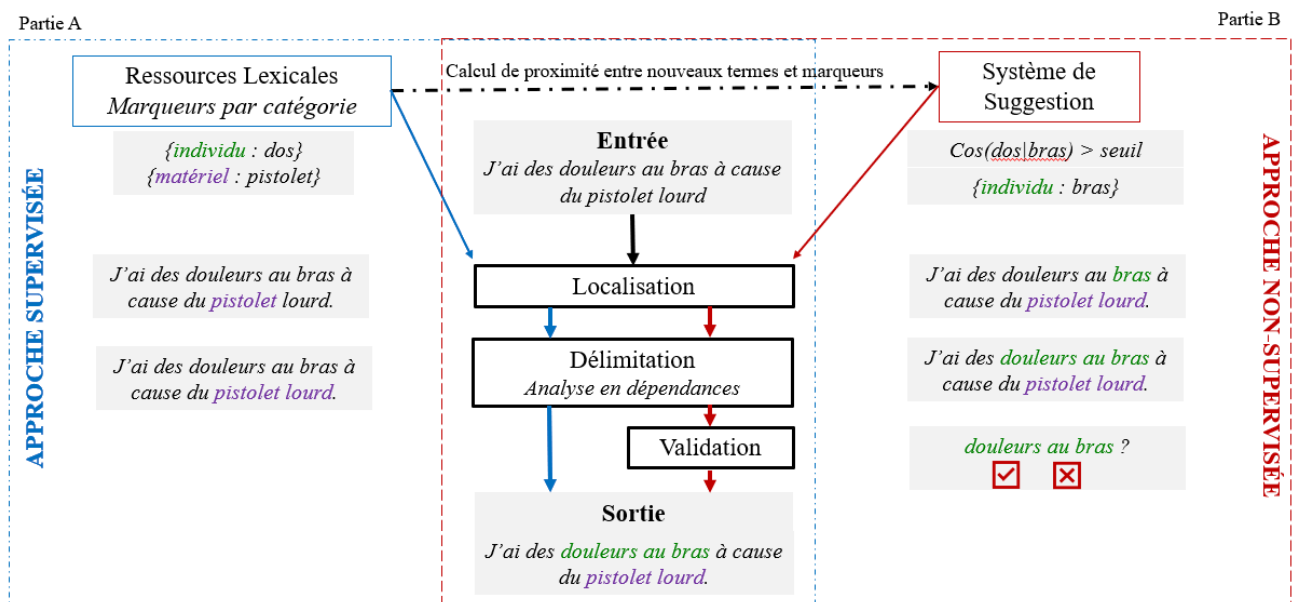 Partie A
Partie B
APPROCHE SUPERVISÉE
Ressources Lexicales
Marqueurs par catégorie
{individu : dos}
{matériel : pistolet}
J'ai des douleurs au bras à
cause du pistolet lourd.
J'ai des douleurs au bras à
cause du pistolet lourd.
Calcul de proximité entre nouveaux termes et marqueurs
Entrée
J'ai des douleurs au bras à cause
du pistolet lourd
Localisation
Délimitation
Analyse en dépendances
Validation
Sortie
J'ai des douleurs au bras à cause
du pistolet lourd.
Système de
Suggestion
Cos(dos|bras) > seuil
{individu : bras}
J'ai des douleurs au bras à
cause du pistolet lourd.
J'ai des douleurs au bras à
cause du pistolet lourd.
douleurs au bras ?
APPROCHE NON-SUPERVISÉE